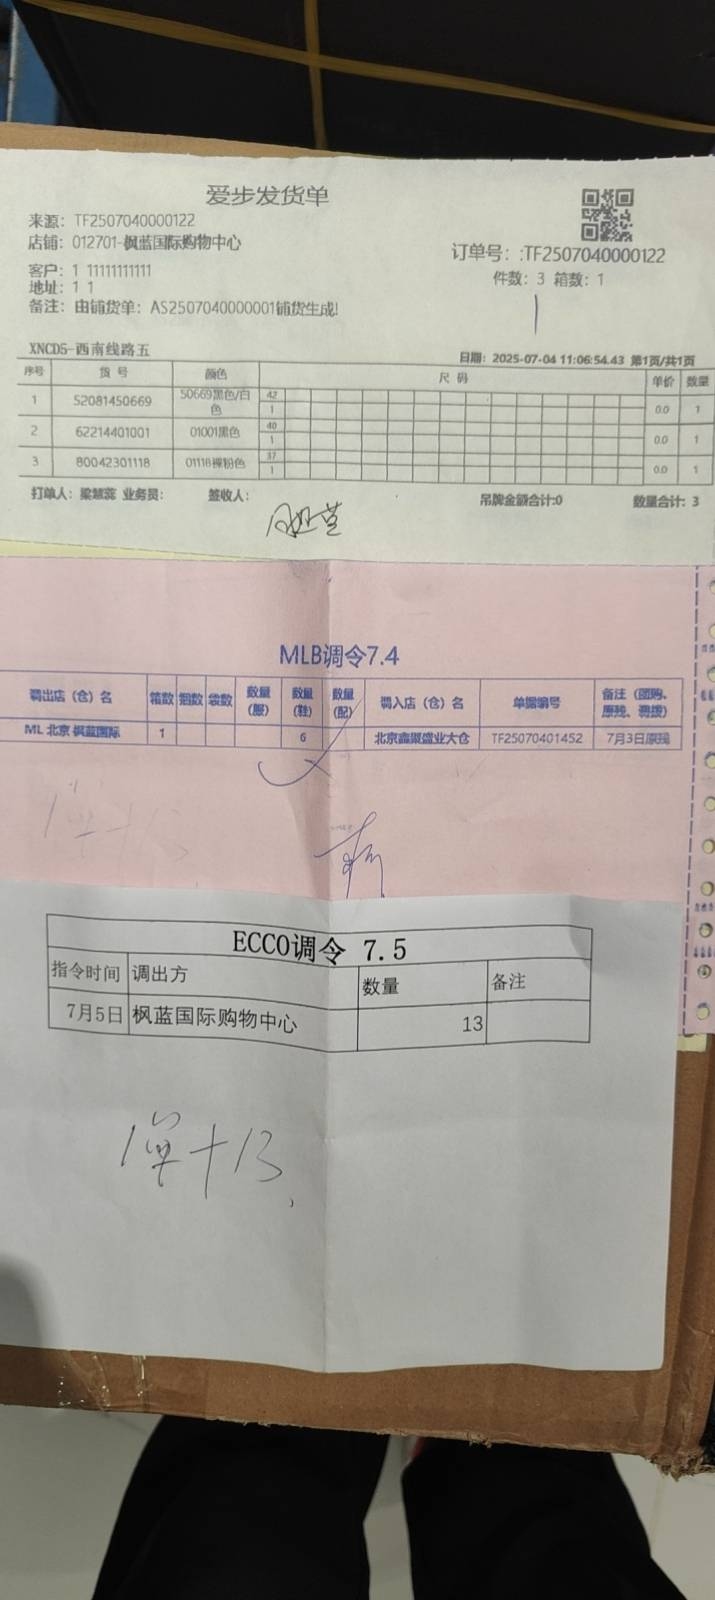 爱步发货单
来源: TF2507040000122
店铺: 012701-枫蓝国际购物中心
订单号: :TF2507040000122
客户: 1 11111111111
件数: 3 箱数: 1
地址: 1 1
备注: 由铺货单: AS2507040000001铺货生成!
XNCD5-西南线路五
日期: 2025-07-04 11:06:54.43 第1页/共1页
序号 货 号 颜色 尺 码 单价 数量
1 52081450669 50669黑色/白色 42 1 0.0 1
2 62214401001 01001黑色 40 1 0.0 1
3 80042301118 01118裸粉色 37 1 0.0 1
打单人: 梁慧蕊 业务员: 签收人: 吊牌金额合计:0 数量合计: 3
MLB调令7.4
调出店（仓）名 箱数 捆数 袋数 数量（服） 数量（鞋） 数量（配） 调入店（仓）名 单据编号 备注（团购、原残、调拨）
ML 北京 枫蓝国际 1 6 北京鑫聚盛业大仓 TF25070401452 7月3日原残
ECCO调令 7.5
指令时间 调出方 数量 备注
7月5日 枫蓝国际购物中心 13
1单+13